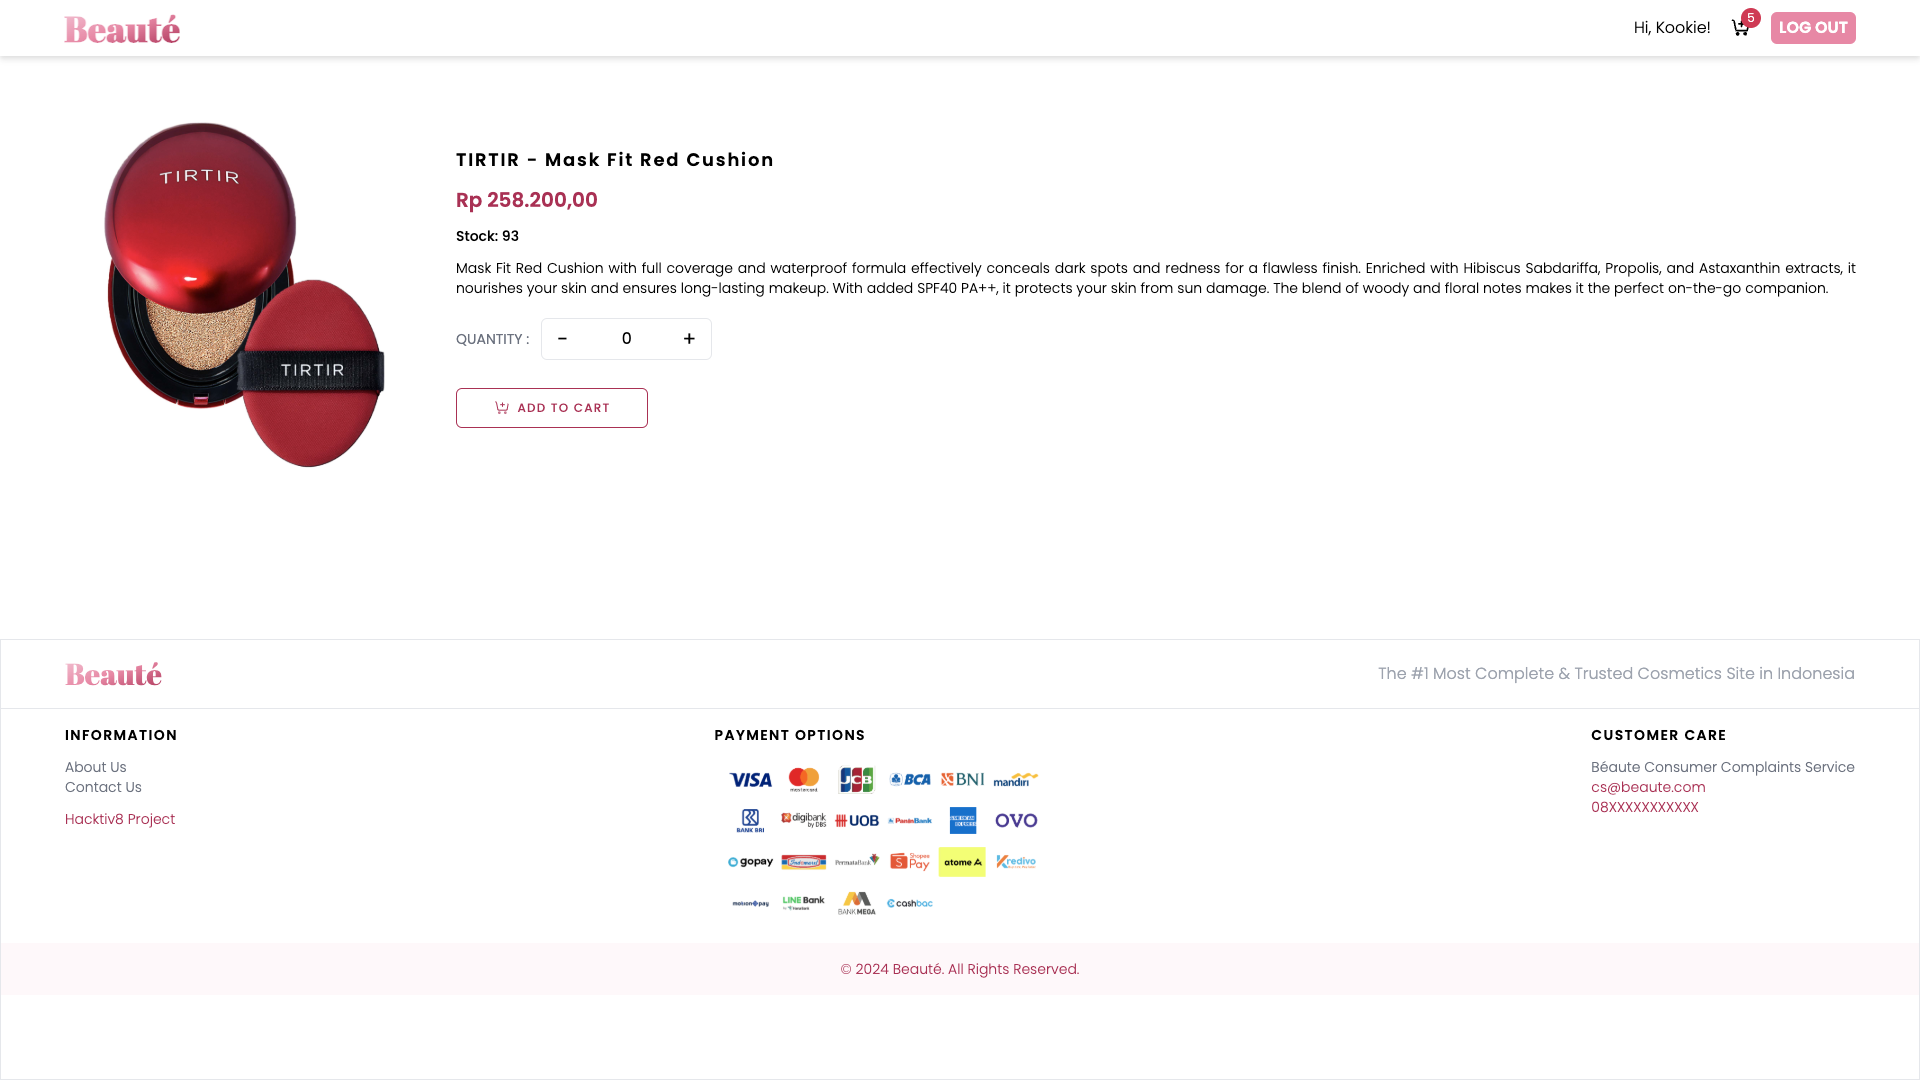 Beauté
Hi, Kookie!
5
LOG OUT
TIRTIR
TIRTIR
TIRTIR - Mask Fit Red Cushion
Rp 258.200,00
Stock: 93
Mask Fit Red Cushion with full coverage and waterproof formula effectively conceals dark spots and redness for a flawless finish. Enriched with Hibiscus Sabdariffa, Propolis, and Astaxanthin extracts, it
nourishes your skin and ensures long-lasting makeup. With added SPF40 PA++, it protects your skin from sun damage. The blend of woody and floral notes makes it the perfect on-the-go companion.
QUANTITY :
-
0
+
ADD TO CART
Beauté
The #1 Most Complete & Trusted Cosmetics Site in Indonesia
INFORMATION
About Us
Contact Us
Hacktiv8 Project
PAYMENT OPTIONS
VISA
mastercard
JCB
BCA
BNI
mandiri
BANK BRI
digibank
by DBS
UOB
PaninBank
OVO
gopay
Indomaret
PermataBank
Shopee
Pay
atome
Kredivo
LINE Bank
BANK MEGA
cashbac
CUSTOMER CARE
Béaute Consumer Complaints Service
cs@beaute.com
08XXXXXXXXXXX
© 2024 Beauté. All Rights Reserved.